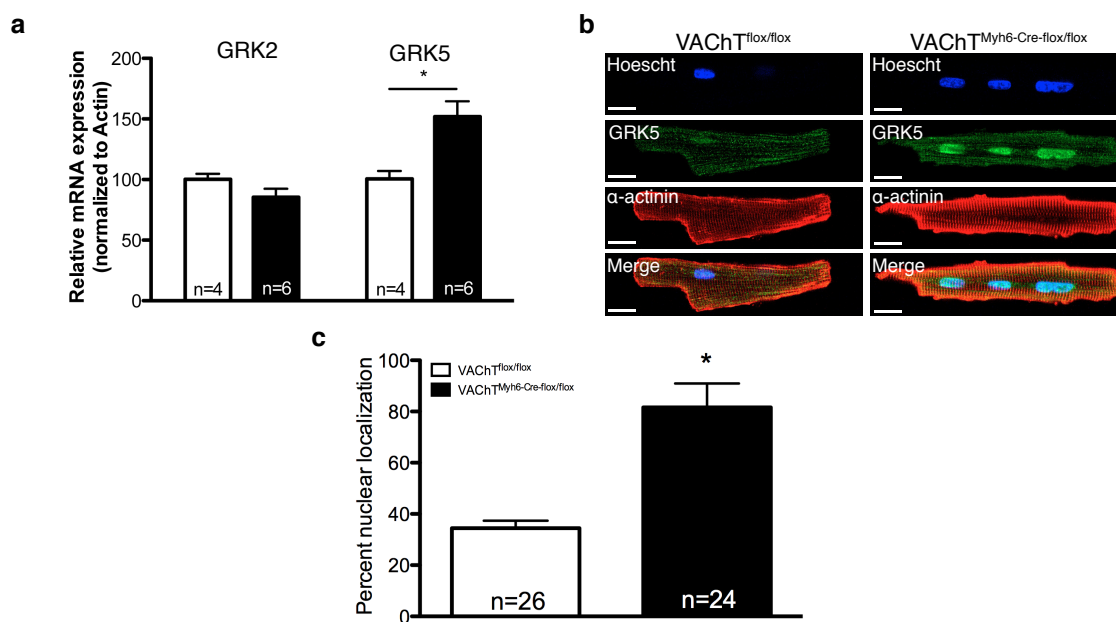 a
GRK2
GRK5
*
Relative mRNA expression
(normalized to Actin)
200
150
100
50
0
n=4
n=6
n=4
n=6
b
VAChTflox/flox
VAChTMyh6-Cre-flox/flox
Hoescht
Hoescht
GRK5
GRK5
α-actinin
α-actinin
Merge
Merge
c
Percent nuclear localization
100
80
60
40
20
0
VAChTflox/flox
VAChTMyh6-Cre-flox/flox
*
n=26
n=24